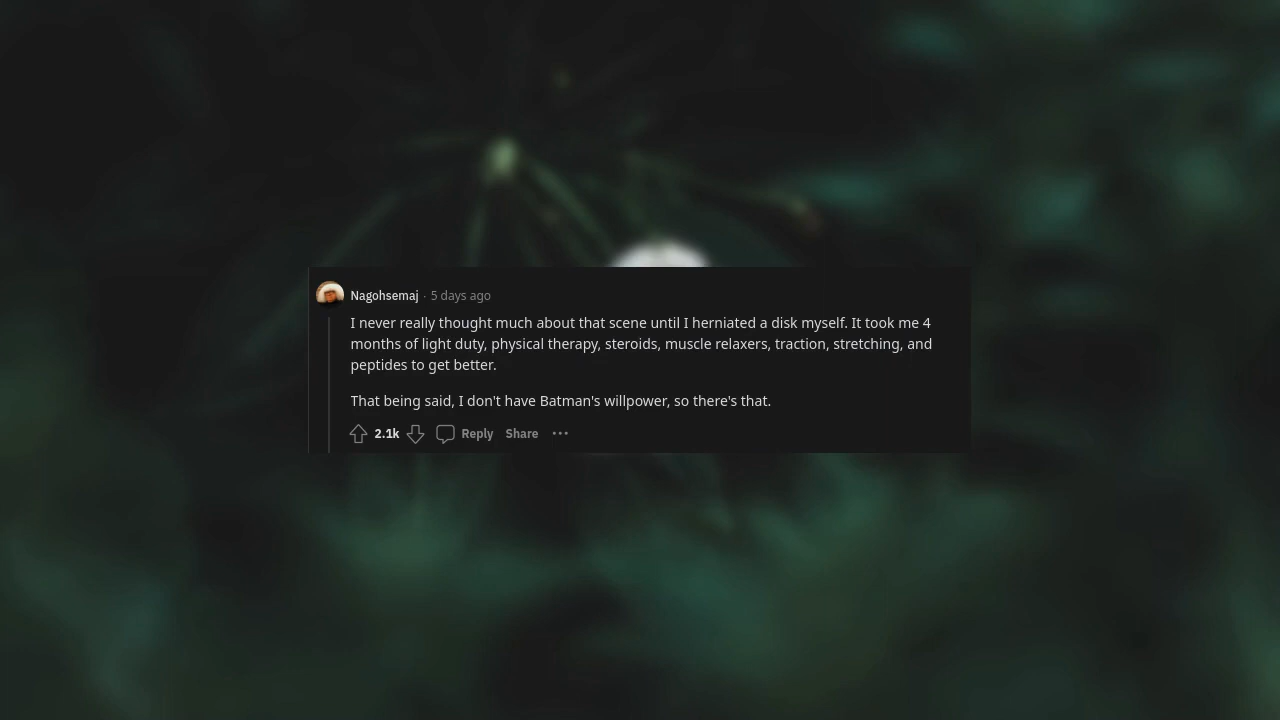 Nagohsemaj · 5 days ago
I never really thought much about that scene until I herniated a disk myself. It took me 4
months of light duty, physical therapy, steroids, muscle relaxers, traction, stretching, and
peptides to get better.
That being said, I don't have Batman's willpower, so there's that.
2.1k Reply Share ···